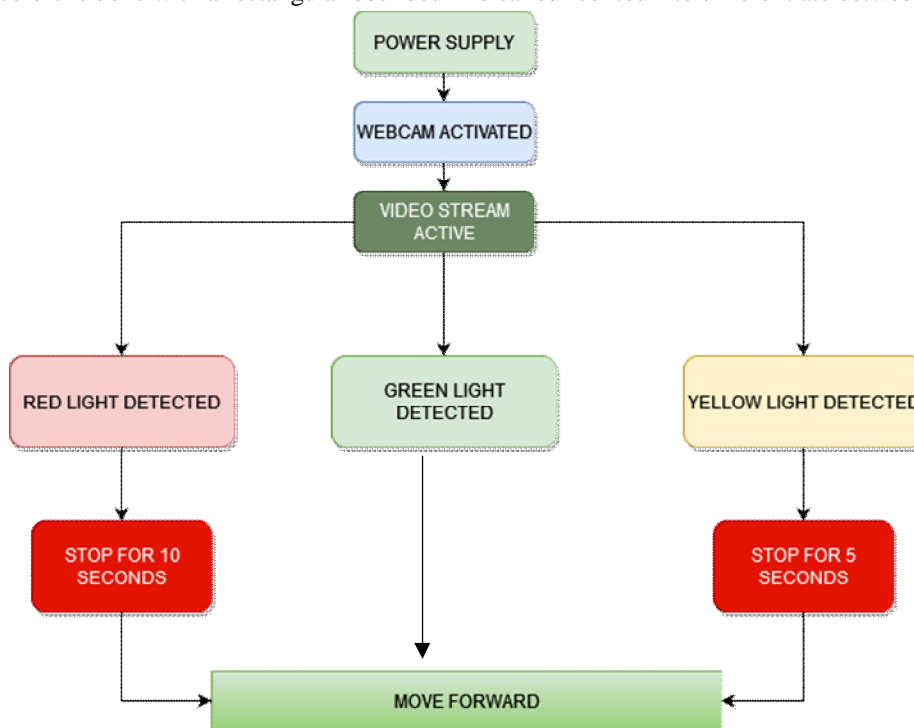 POWER SUPPLY
WEBCAM ACTIVATED
VIDEO STREAM
ACTIVE
RED LIGHT DETECTED
GREEN LIGHT
DETECTED
YELLOW LIGHT DETECTED
STOP FOR 10
SECONDS
STOP FOR 5
SECONDS
MOVE FORWARD